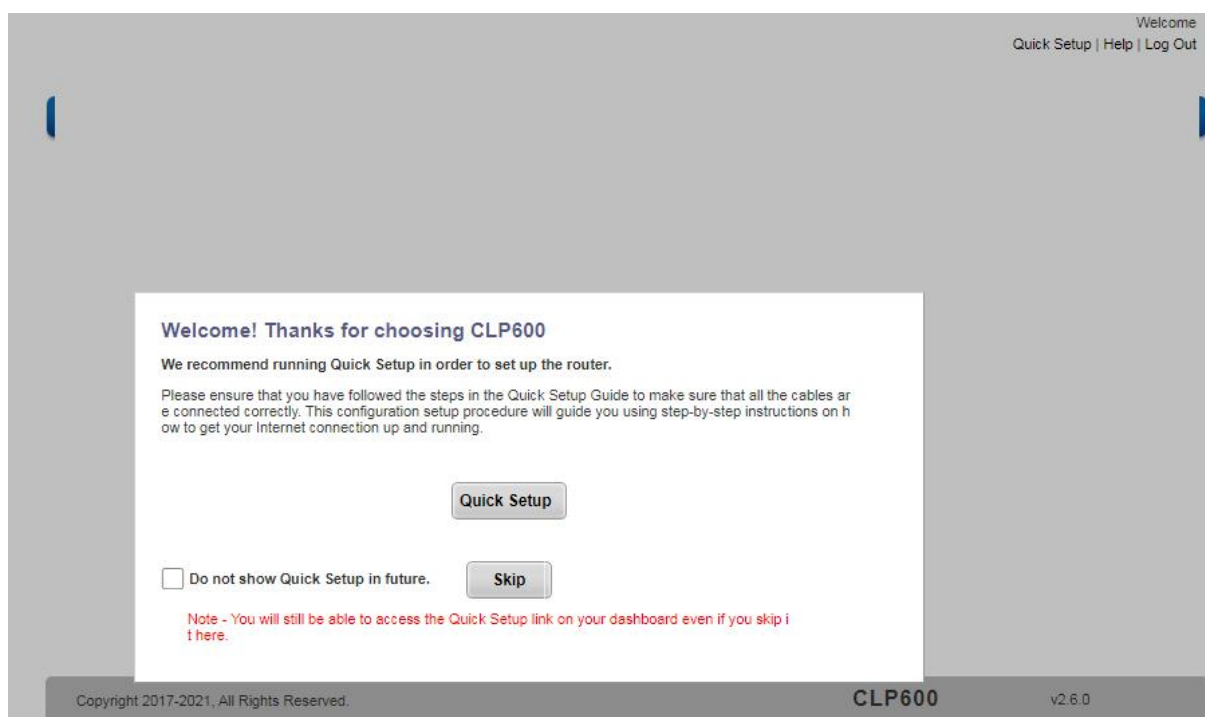 Welcome
Quick Setup | Help | Log Out
Welcome! Thanks for choosing CLP600
We recommend running Quick Setup in order to set up the router.
Please ensure that you have followed the steps in the Quick Setup Guide to make sure that all the cables ar
e connected correctly. This configuration setup procedure will guide you using step-by-step instructions on h
ow to get your Internet connection up and running.
Quick Setup
Do not show Quick Setup in future. Skip
Note - You will still be able to access the Quick Setup link on your dashboard even if you skip i
t here.
Copyright 2017-2021, All Rights Reserved. CLP600 v2.6.0